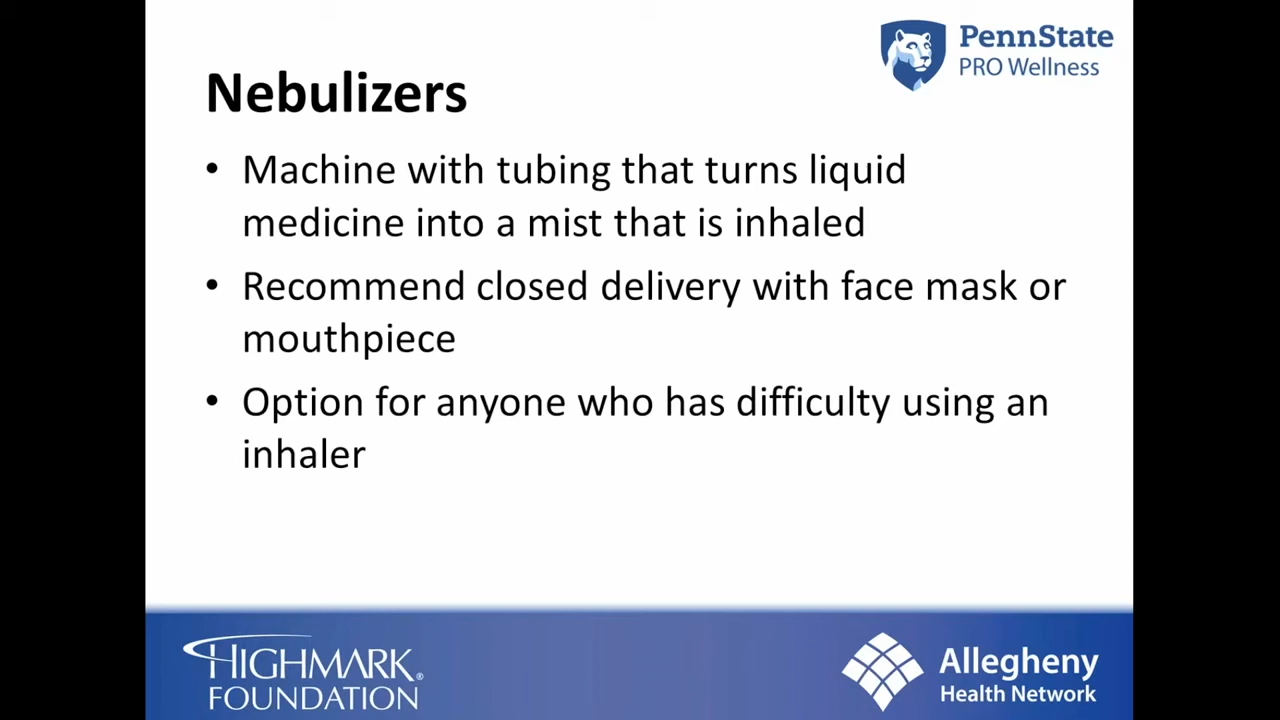 PennState
PRO Wellness
Nebulizers
• Machine with tubing that turns liquid
medicine into a mist that is inhaled
• Recommend closed delivery with face mask or
mouthpiece
• Option for anyone who has difficulty using an
inhaler
HIGHMARK®
FOUNDATION
Allegheny
Health Network